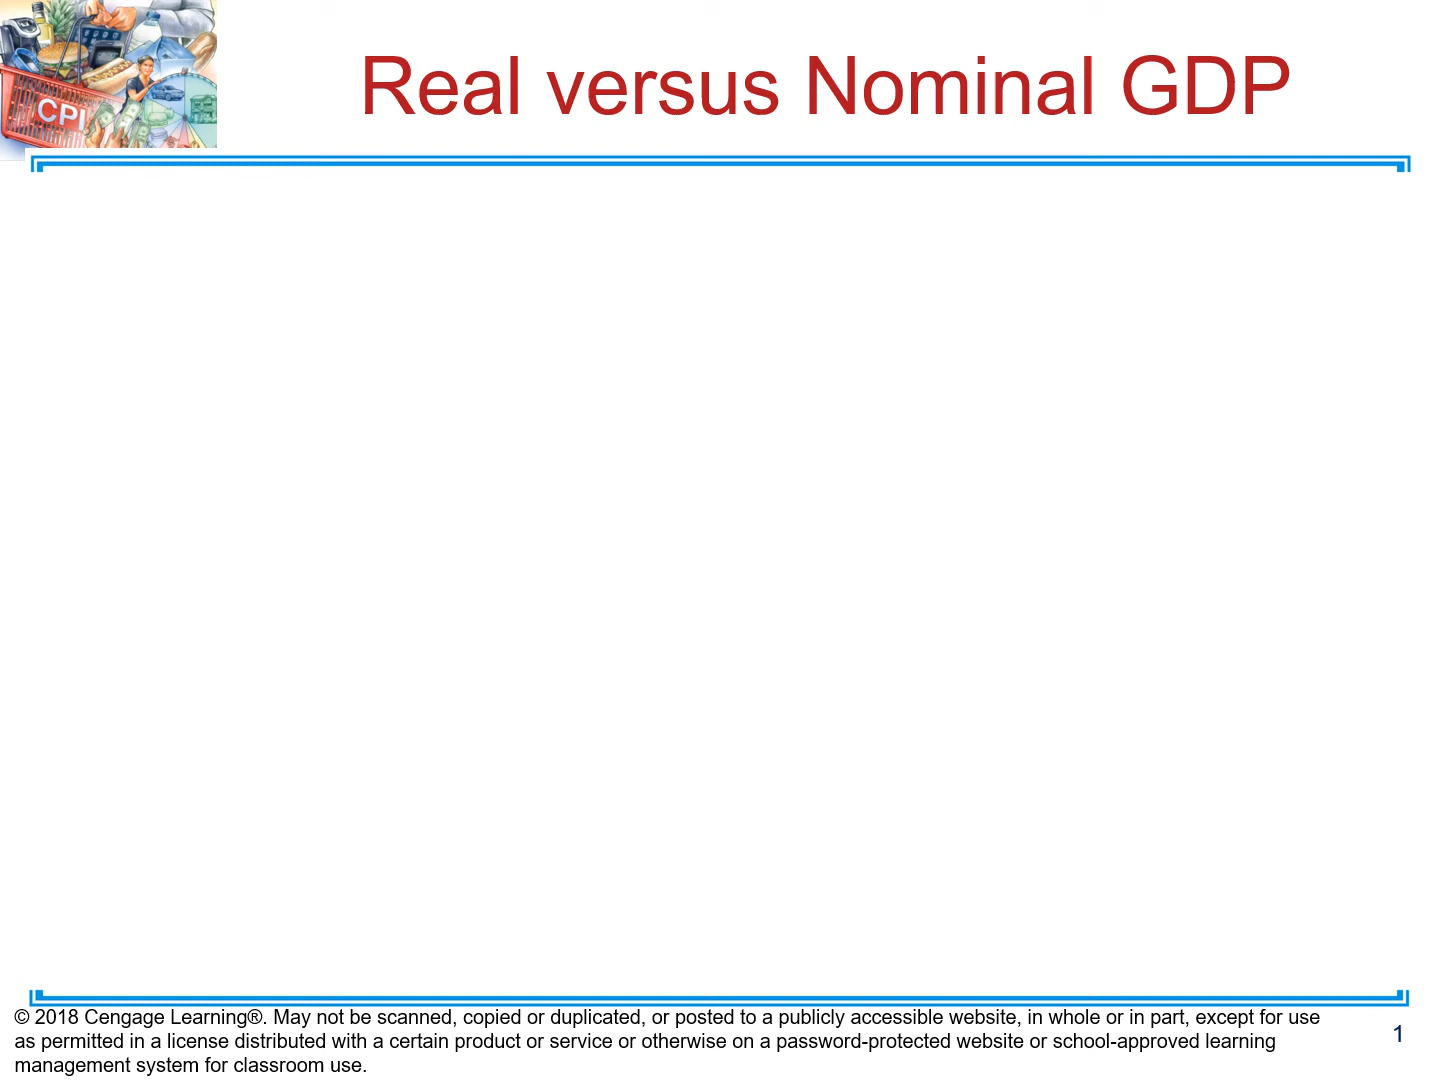 CPI
Real versus Nominal GDP
© 2018 Cengage Learning®. May not be scanned, copied or duplicated, or posted to a publicly accessible website, in whole or in part, except for use
as permitted in a license distributed with a certain product or service or otherwise on a password-protected website or school-approved learning
management system for classroom use.
1